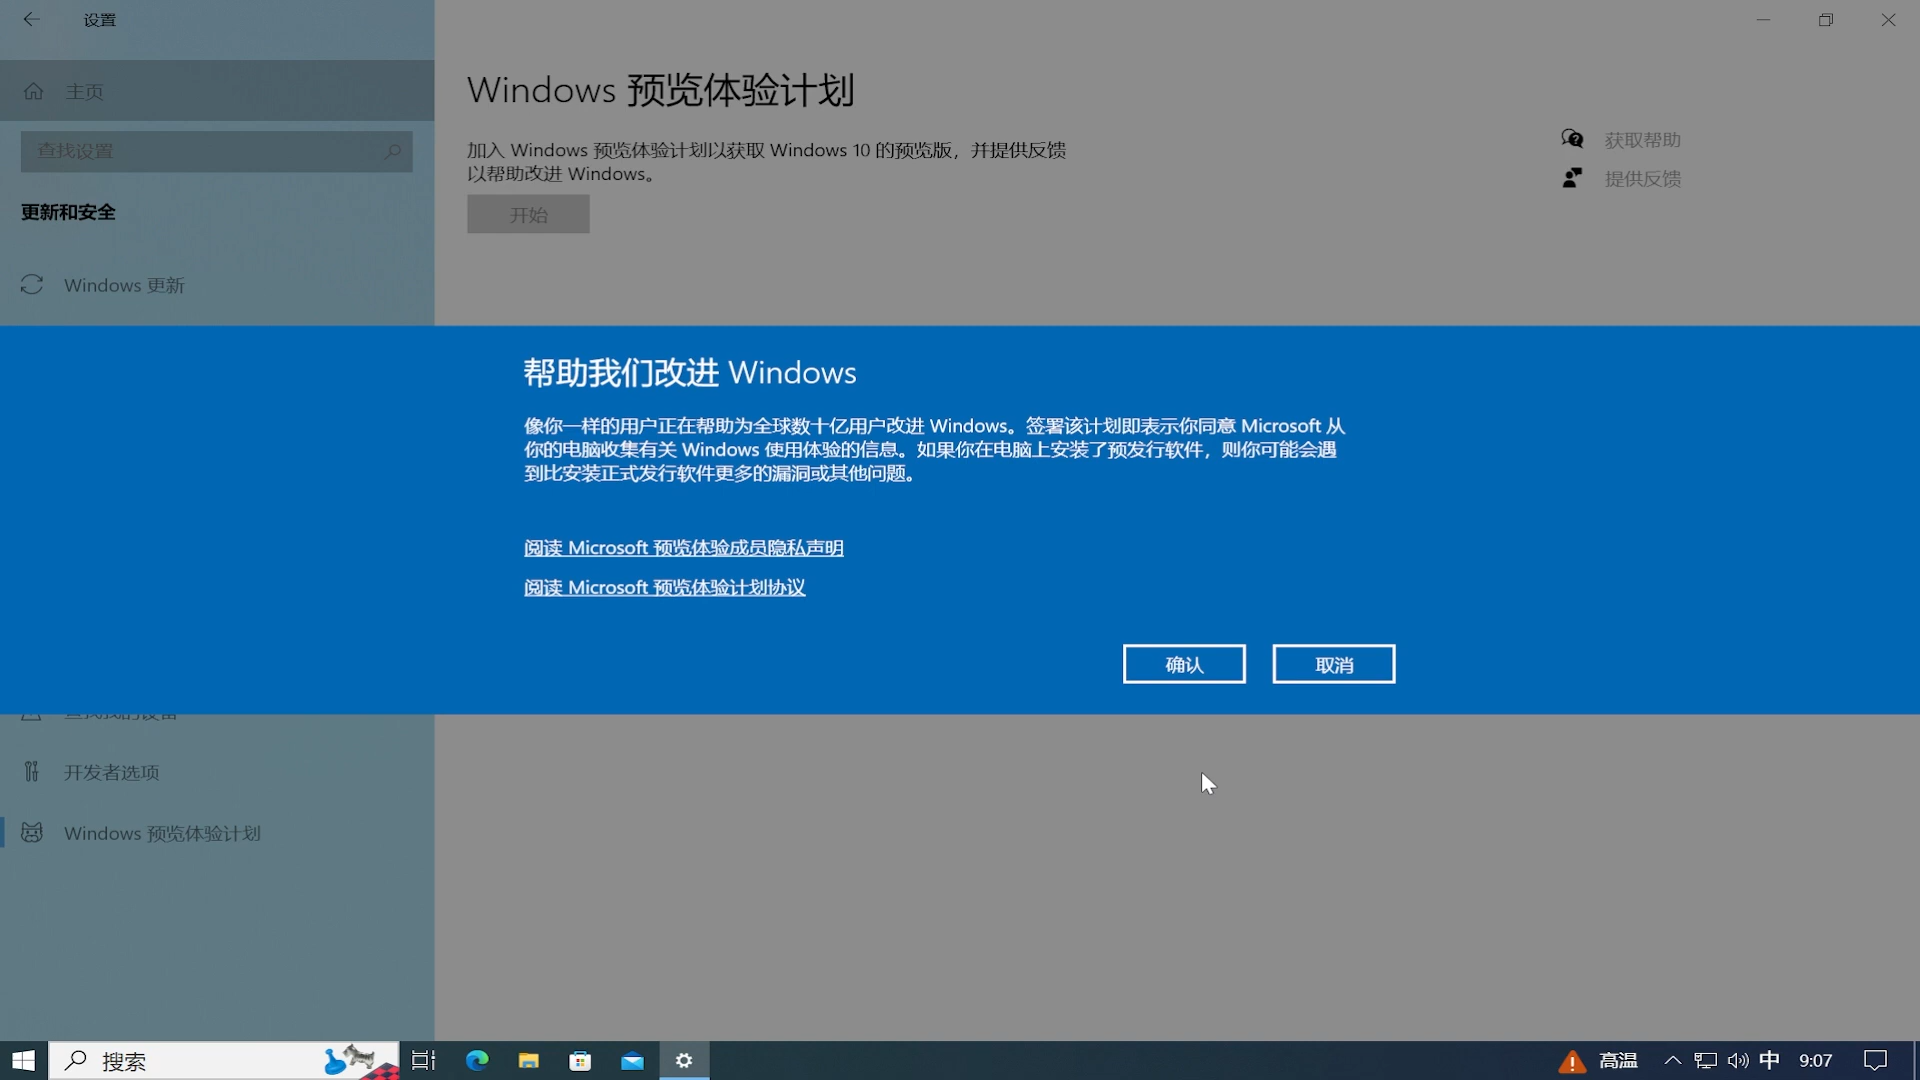 设置
主页
查找设置
更新和安全
Windows 更新
Windows 预览体验计划
加入 Windows 预览体验计划以获取 Windows 10 的预览版，并提供反馈
以帮助改进 Windows。
开始
获取帮助
提供反馈
帮助我们改进 Windows
像你一样的用户正在帮助为全球数十亿用户改进 Windows。签署该计划即表示你同意 Microsoft 从
你的电脑收集有关 Windows 使用体验的信息。如果你在电脑上安装了预发行软件，则你可能会遇
到比安装正式发行软件更多的漏洞或其他问题。
阅读 Microsoft 预览体验成员隐私声明
阅读 Microsoft 预览体验计划协议
确认
取消
查找我的设备
开发者选项
Windows 预览体验计划
搜索
高温
中
9:07